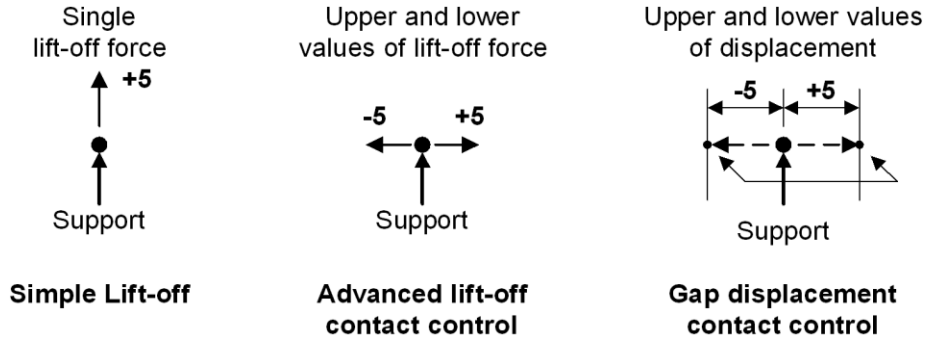 Single
lift-off force
+5
Support
Simple Lift-off
Upper and lower
values of lift-off force
-5 +5
Support
Advanced lift-off
contact control
Upper and lower values
of displacement
-5 +5
Support
Gap displacement
contact control